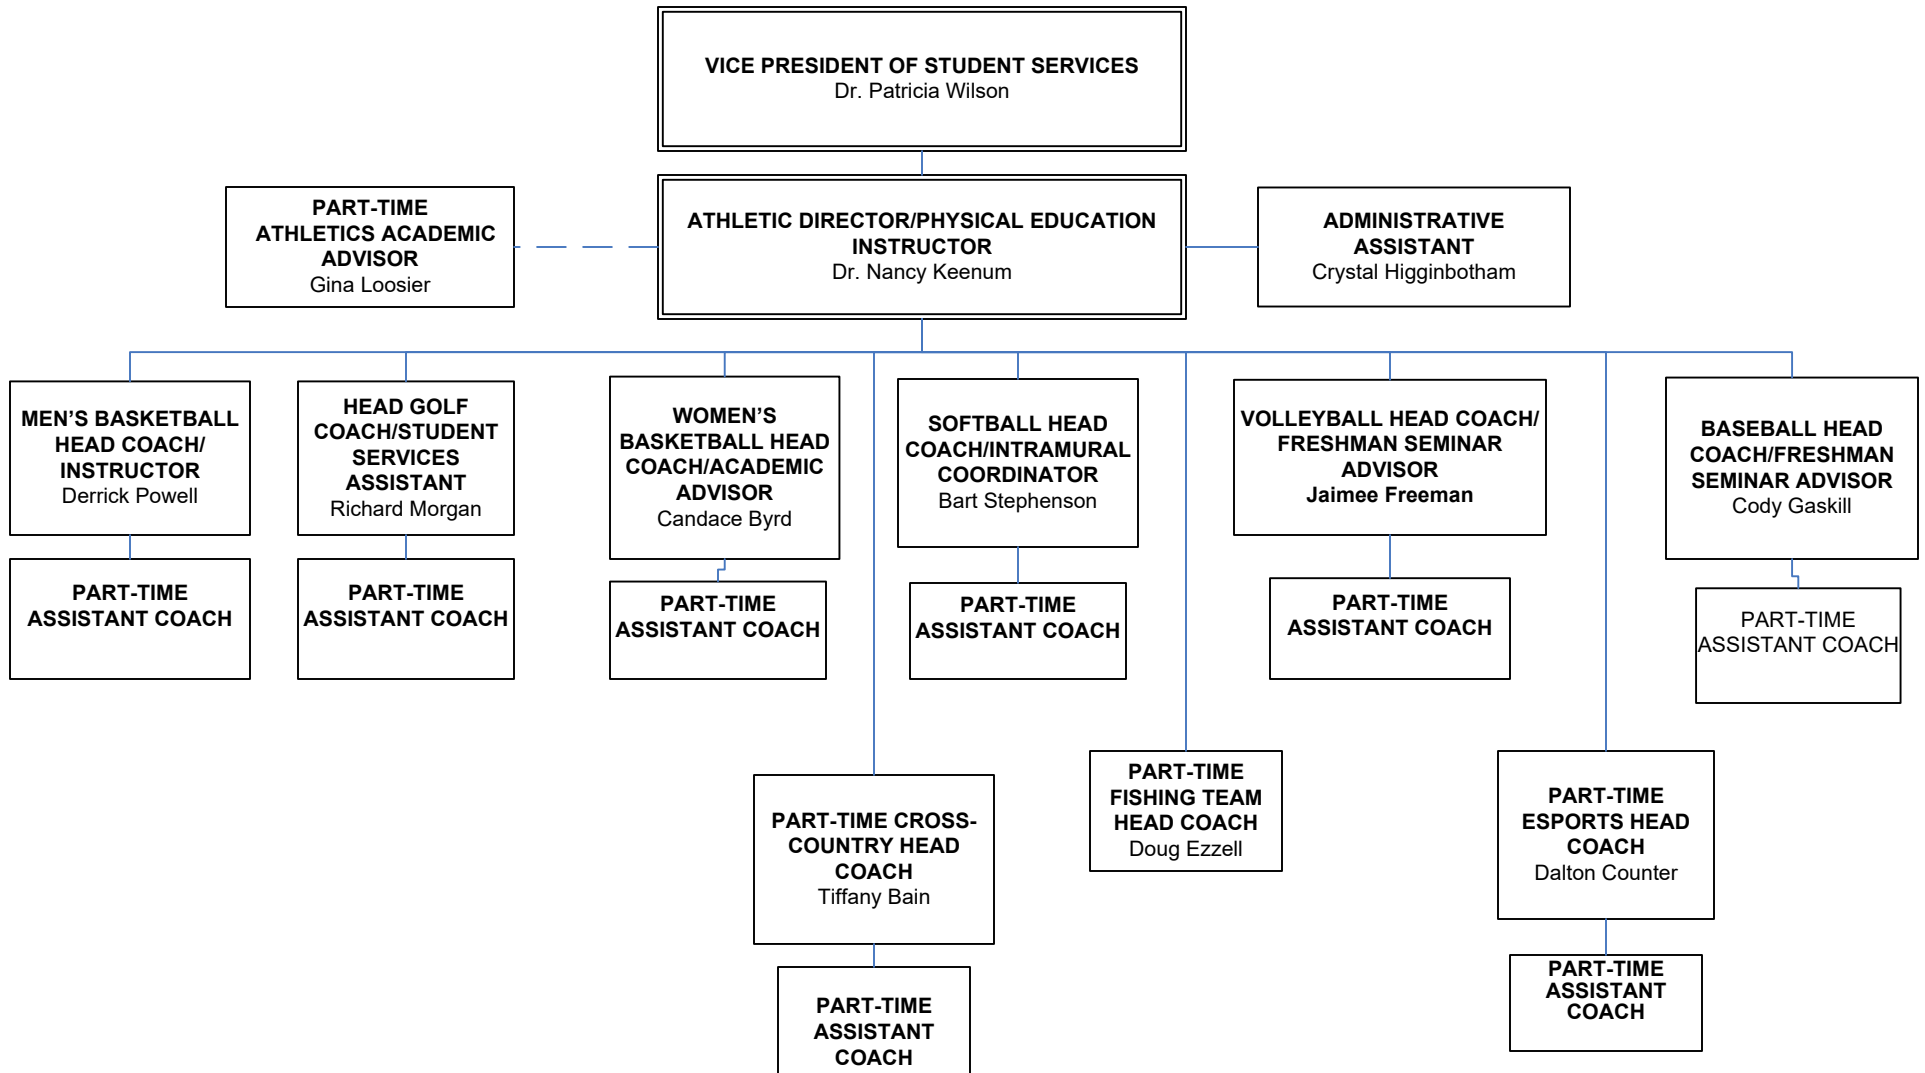 VICE PRESIDENT OF STUDENT SERVICES
Dr. Patricia Wilson
PART-TIME
ATHLETICS ACADEMIC
ADVISOR
Gina Loosier
ATHLETIC DIRECTOR/PHYSICAL EDUCATION
INSTRUCTOR
Dr. Nancy Keenum
ADMINISTRATIVE
ASSISTANT
Crystal Higginbotham
MEN’S BASKETBALL
HEAD COACH/
INSTRUCTOR
Derrick Powell
HEAD GOLF
COACH/STUDENT
SERVICES
ASSISTANT
Richard Morgan
WOMEN’S
BASKETBALL HEAD
COACH/ACADEMIC
ADVISOR
Candace Byrd
SOFTBALL HEAD
COACH/INTRAMURAL
COORDINATOR
Bart Stephenson
VOLLEYBALL HEAD COACH/
FRESHMAN SEMINAR
ADVISOR
Jaimee Freeman
BASEBALL HEAD
COACH/FRESHMAN
SEMINAR ADVISOR
Cody Gaskill
PART-TIME
ASSISTANT COACH
PART-TIME
ASSISTANT COACH
PART-TIME
ASSISTANT COACH
PART-TIME
ASSISTANT COACH
PART-TIME
ASSISTANT COACH
PART-TIME
ASSISTANT COACH
PART-TIME CROSS-
COUNTRY HEAD
COACH
Tiffany Bain
PART-TIME
FISHING TEAM
HEAD COACH
Doug Ezzell
PART-TIME
ESPORTS HEAD
COACH
Dalton Counter
PART-TIME
ASSISTANT
COACH
PART-TIME
ASSISTANT
COACH